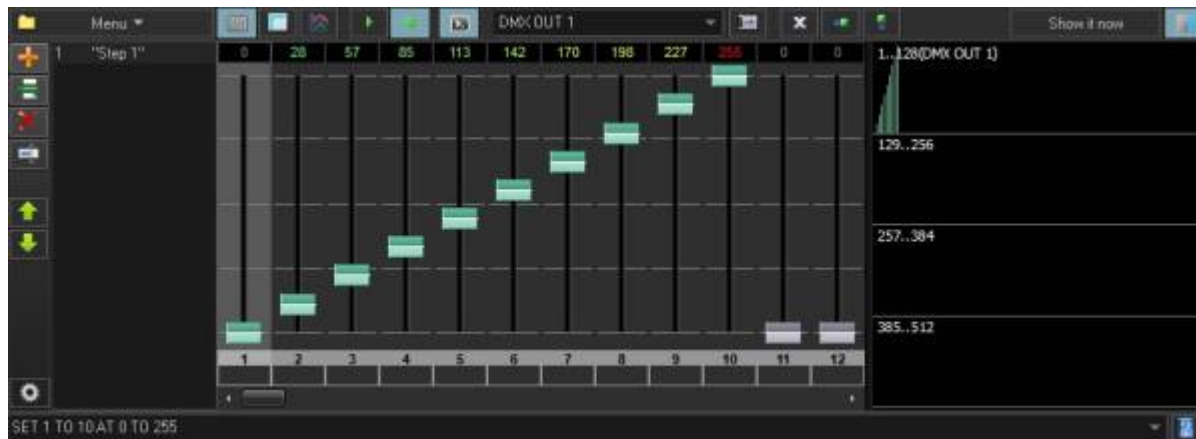 Menu
DMX OUT 1
Show it now
1 "Step 1"
0 28 57 85 113 142 170 198 227 255 0 0
1..128(DMX OUT 1)
129..256
257..384
385..512
1 2 3 4 5 6 7 8 9 10 11 12
SET 1 TO 10 AT 0 TO 255